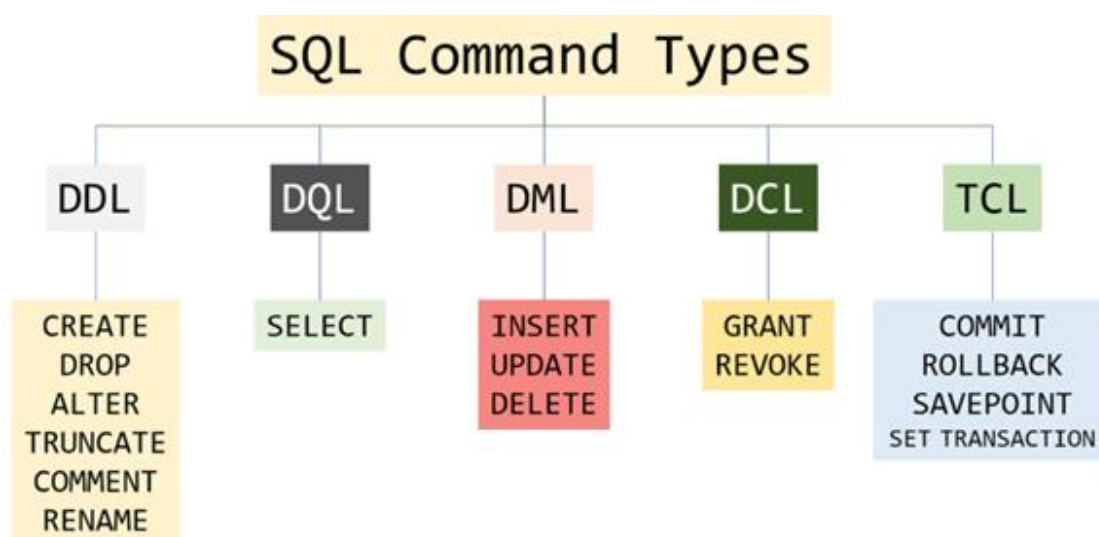 SQL Command Types
DDL
DQL
DML
DCL
TCL
CREATE
DROP
ALTER
TRUNCATE
COMMENT
RENAME
SELECT
INSERT
UPDATE
DELETE
GRANT
REVOKE
COMMIT
ROLLBACK
SAVEPOINT
SET TRANSACTION